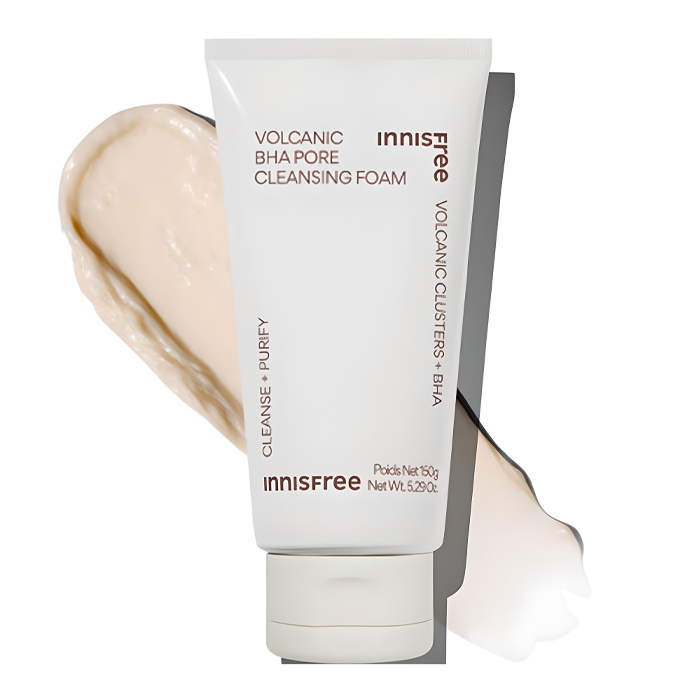 VOLCANIC
BHA PORE
CLEANSING FOAM
innisfree
VOLCANIC CLUSTERS + BHA
CLEANSE + PURIFY
innisfree
Poids Net 150g
Net Wt. 5.29 Oz.